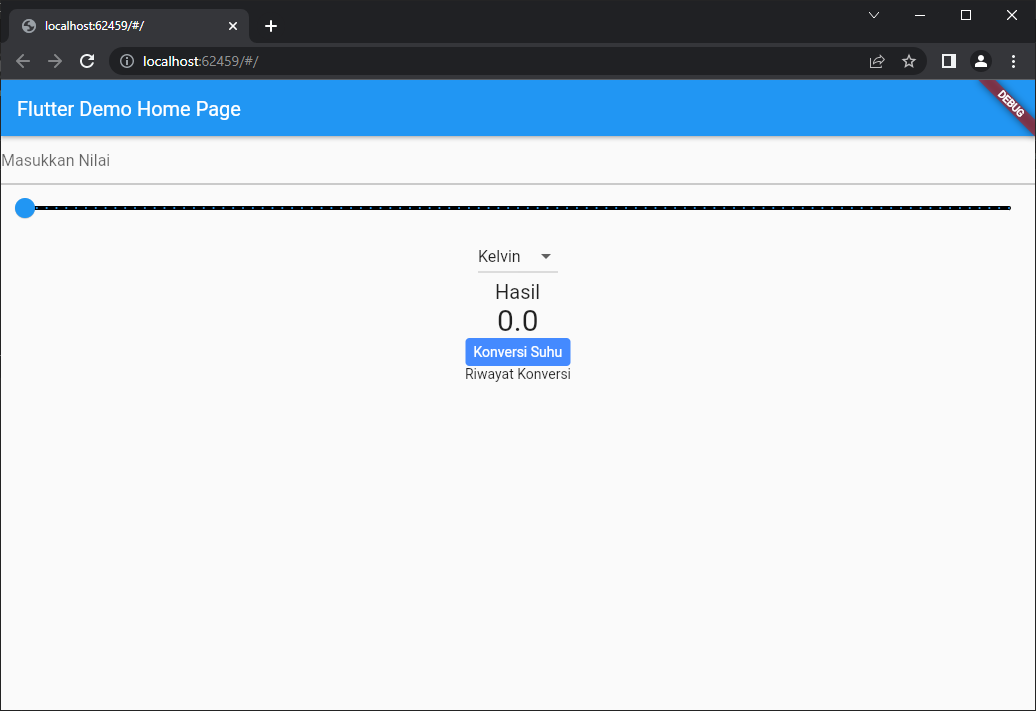 localhost:62459/#/
localhost:62459/#/
Flutter Demo Home Page
DEBUG
Masukkan Nilai
Kelvin
Hasil
0.0
Konversi Suhu
Riwayat Konversi